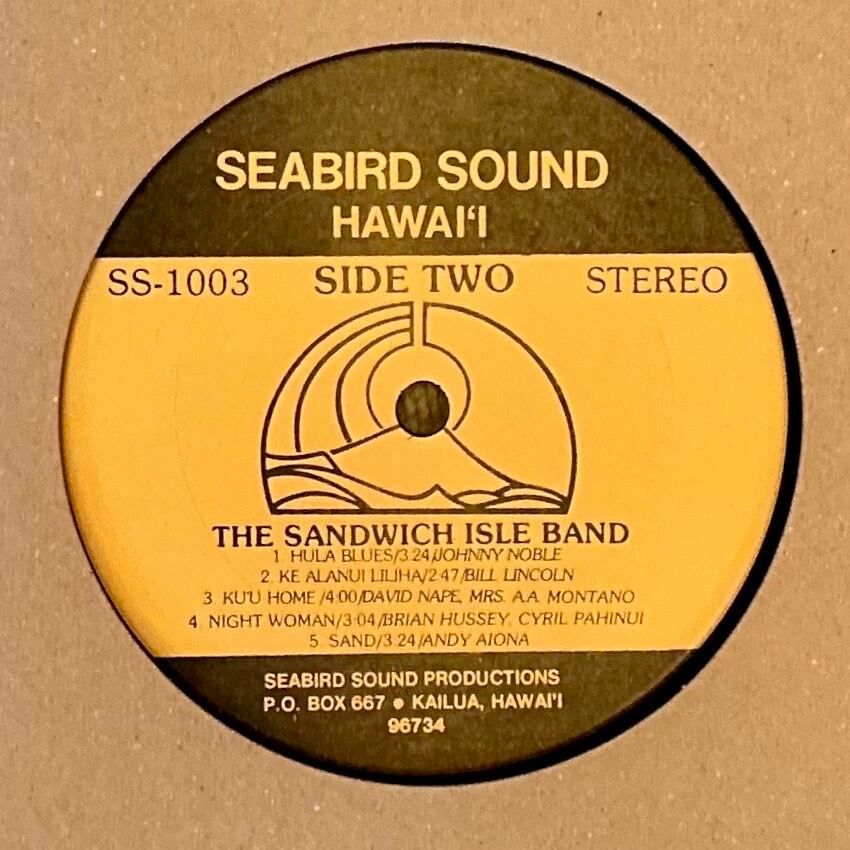 SEABIRD SOUND
HAWAI‘I
SS-1003 SIDE TWO STEREO
THE SANDWICH ISLE BAND
1. HULA BLUES/3:24/JOHNNY NOBLE
2. KE ALANUI LILIHA/2:47/BILL LINCOLN
3. KU'U HOME /4:00/DAVID NAPE, MRS. A.A. MONTANO
4. NIGHT WOMAN/3:04/BRIAN HUSSEY, CYRIL PAHINUI
5. SAND/3:24/ANDY AIONA
SEABIRD SOUND PRODUCTIONS
P.O. BOX 667 ● KAILUA, HAWAI'I
96734